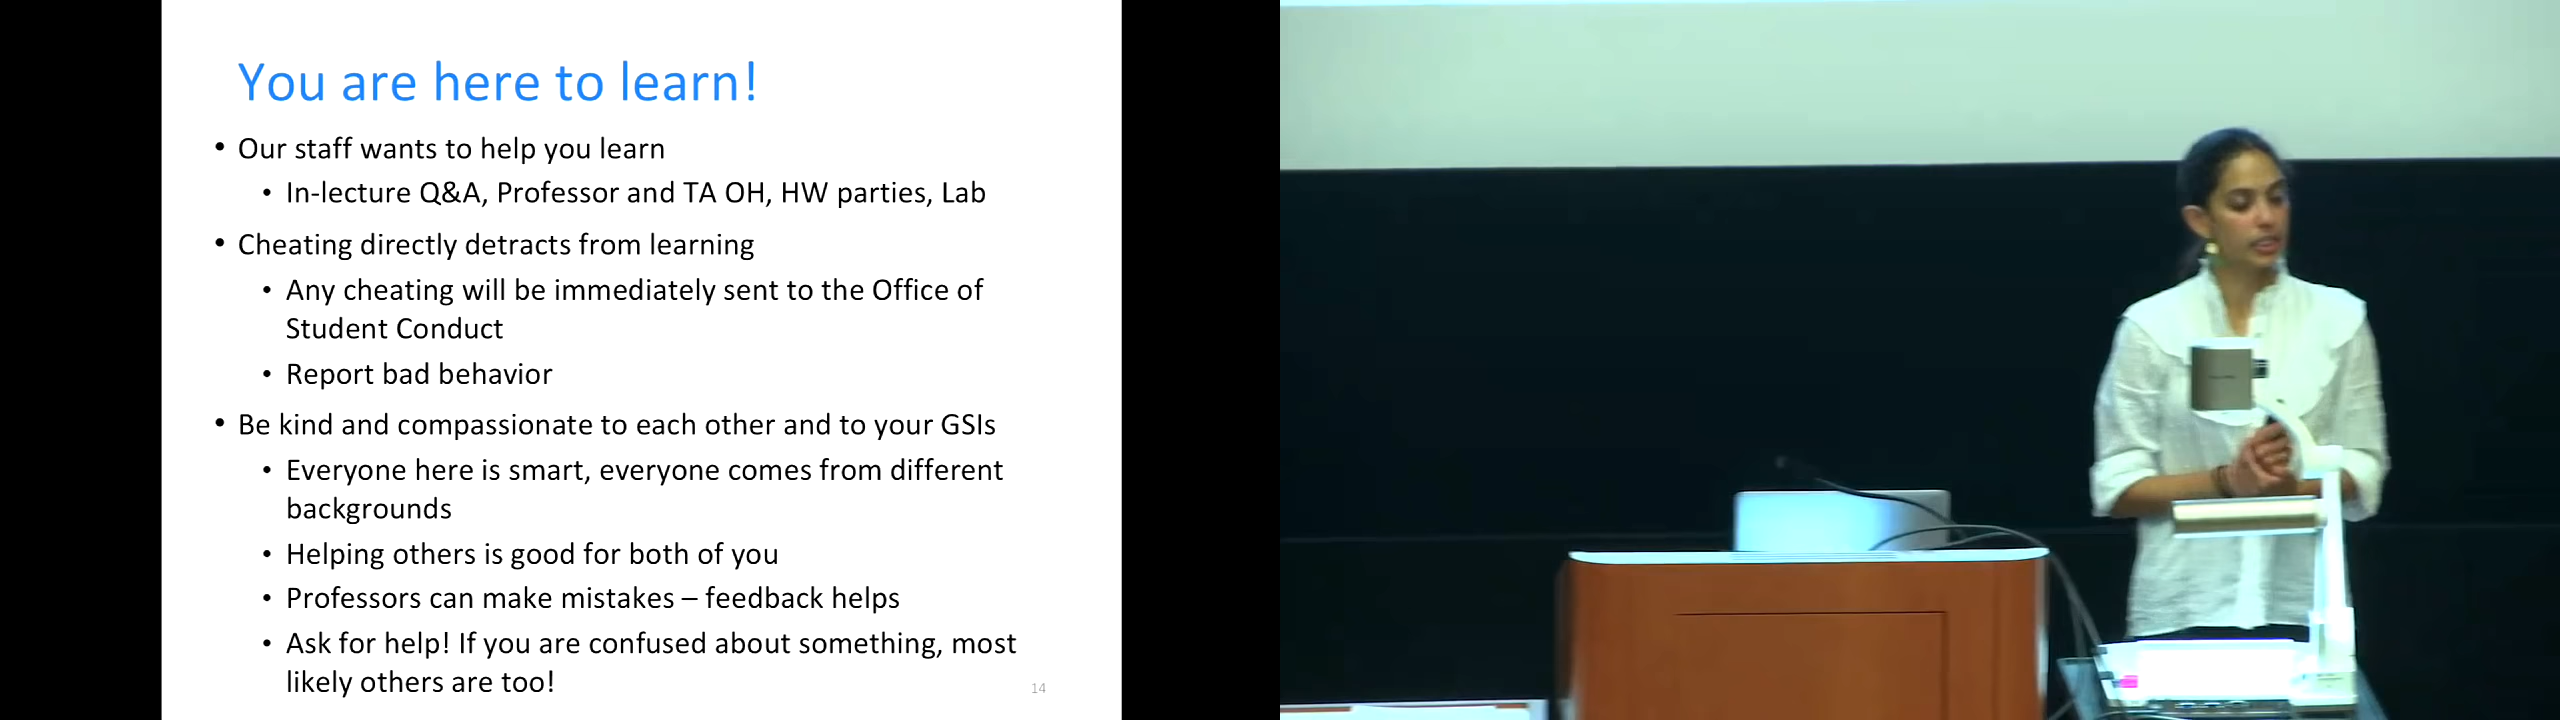 You are here to learn!
• Our staff wants to help you learn
• In-lecture Q&A, Professor and TA OH, HW parties, Lab
• Cheating directly detracts from learning
• Any cheating will be immediately sent to the Office of
Student Conduct
• Report bad behavior
• Be kind and compassionate to each other and to your GSIs
• Everyone here is smart, everyone comes from different
backgrounds
• Helping others is good for both of you
• Professors can make mistakes – feedback helps
• Ask for help! If you are confused about something, most
likely others are too!
14